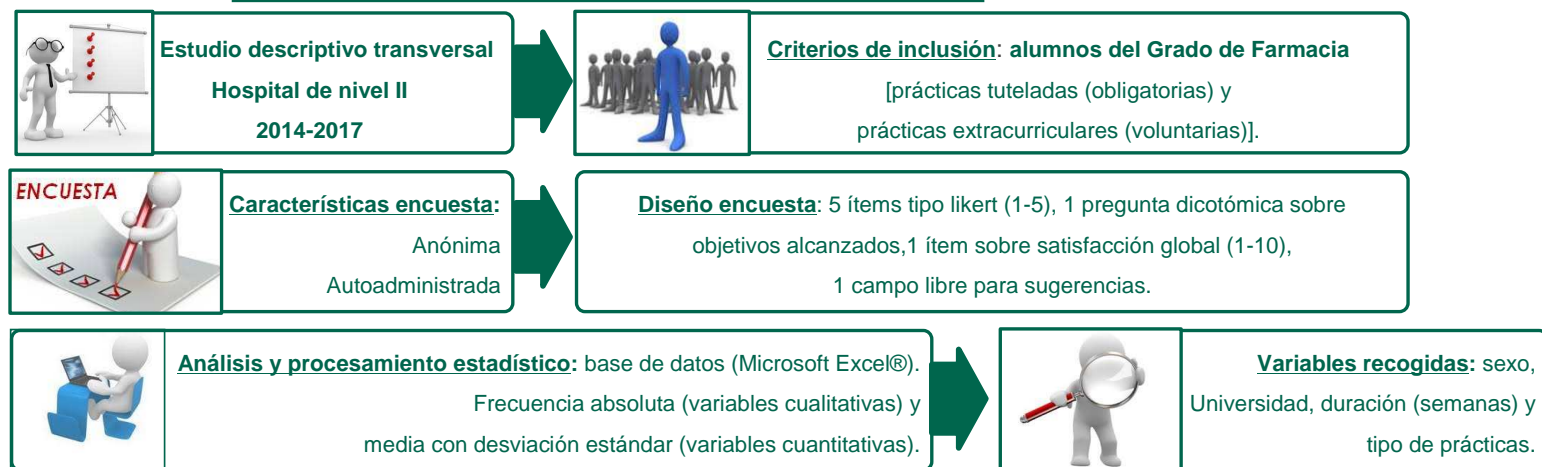 Estudio descriptivo transversal
Hospital de nivel II
2014-2017
Criterios de inclusión: alumnos del Grado de Farmacia
[prácticas tuteladas (obligatorias) y
prácticas extracurriculares (voluntarias)].
ENCUESTA
Características encuesta:
Anónima
Autoadministrada
Diseño encuesta: 5 ítems tipo likert (1-5), 1 pregunta dicotómica sobre
objetivos alcanzados,1 ítem sobre satisfacción global (1-10),
1 campo libre para sugerencias.
Análisis y procesamiento estadístico: base de datos (Microsoft Excel®).
Frecuencia absoluta (variables cualitativas) y
media con desviación estándar (variables cuantitativas).
Variables recogidas: sexo,
Universidad, duración (semanas) y
tipo de prácticas.